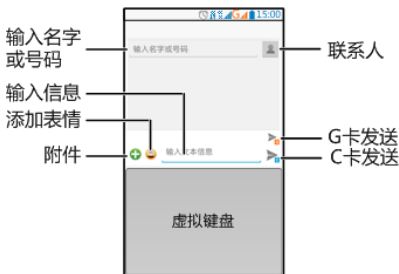 G 15:00
输入名字
或号码
输入名字或号码
联系人
输入信息
添加表情
附件
输入文本信息
G卡发送
C卡发送
虚拟键盘